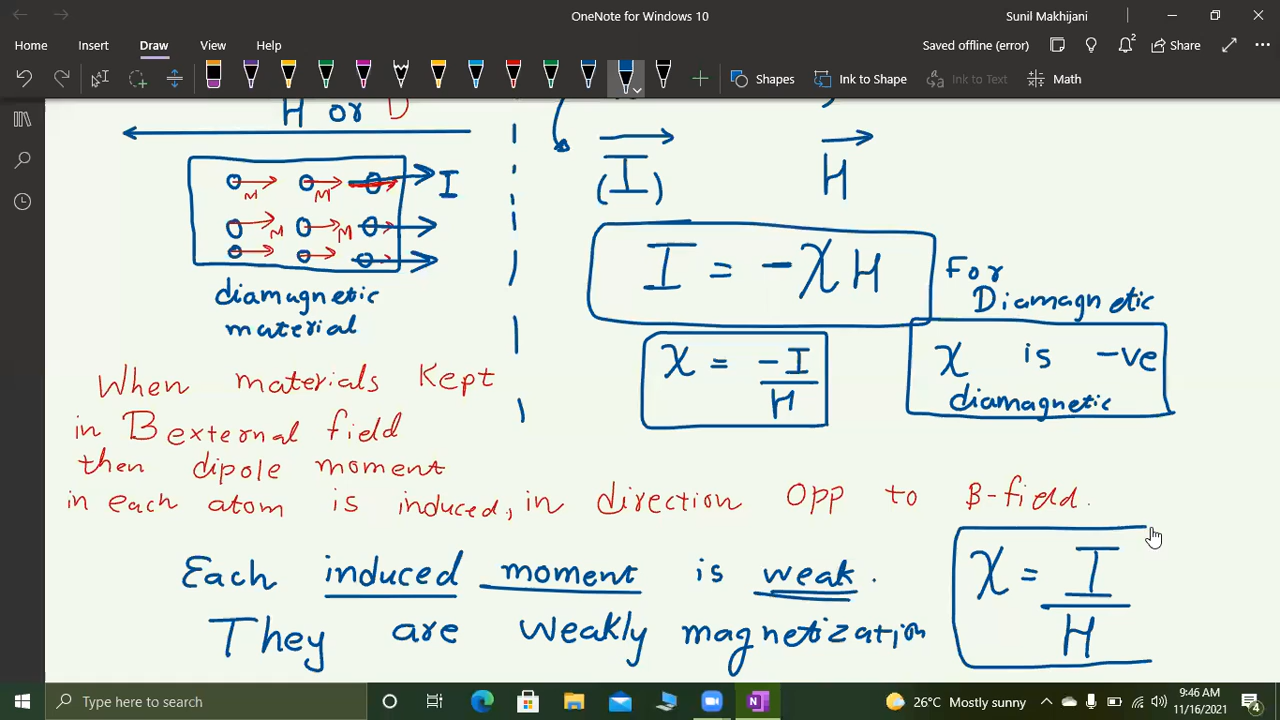 OneNote for Windows 10
Sunil Makhijani
Home Insert Draw View Help
Saved offline (error)
Share
Shapes
Ink to Shape
Ink to Text
Math
H or D
I
M M
M M
diamagnetic
material
(I)
H
I = -χH
For
Diamagnetic
χ = -I
H
χ is -ve
diamagnetic
When materials Kept
in B external field
then dipole moment
in each atom is induced, in direction opp to B-field.
Each induced moment is weak.
They are weakly magnetization
χ = I
H
Type here to search
26°C Mostly sunny
9:46 AM
11/16/2021
4